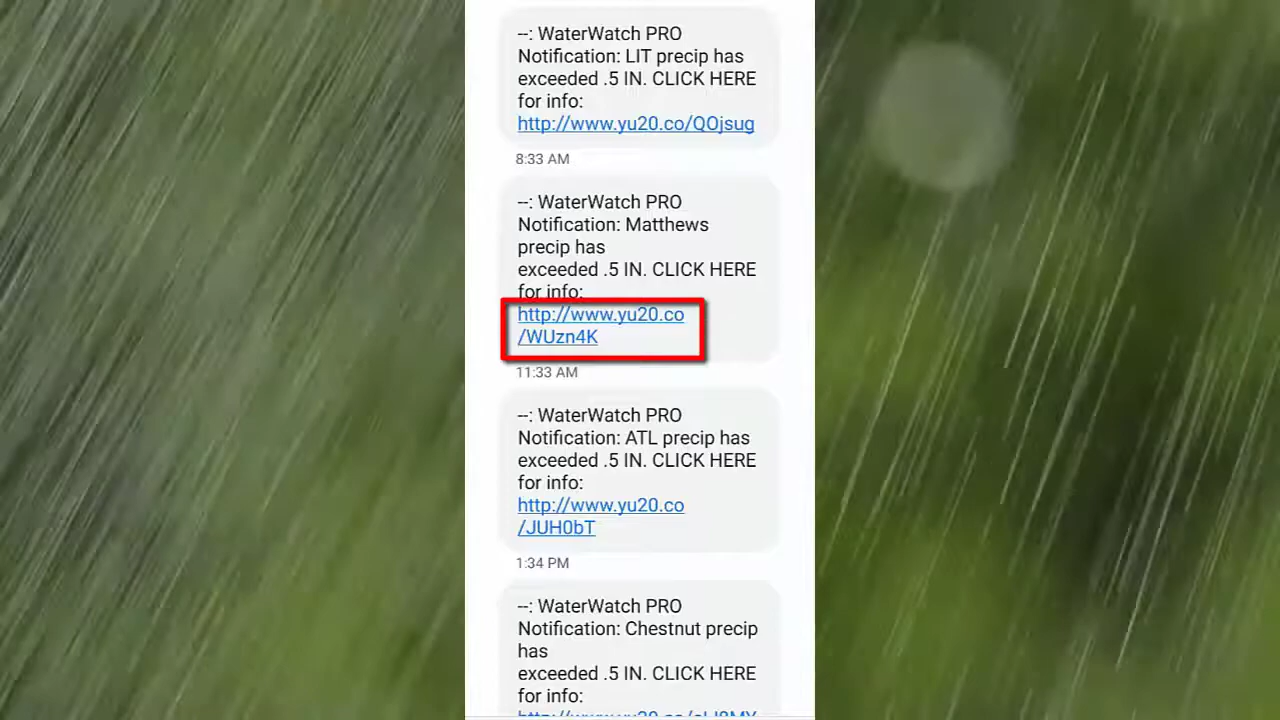 --: WaterWatch PRO
Notification: LIT precip has
exceeded .5 IN. CLICK HERE
for info:
http://www.yu20.co/QOjsug
8:33 AM
--: WaterWatch PRO
Notification: Matthews
precip has
exceeded .5 IN. CLICK HERE
for info:
http://www.yu20.co
/WUzn4K
11:33 AM
--: WaterWatch PRO
Notification: ATL precip has
exceeded .5 IN. CLICK HERE
for info:
http://www.yu20.co
/JUH0bT
1:34 PM
--: WaterWatch PRO
Notification: Chestnut precip
has
exceeded .5 IN. CLICK HERE
for info: